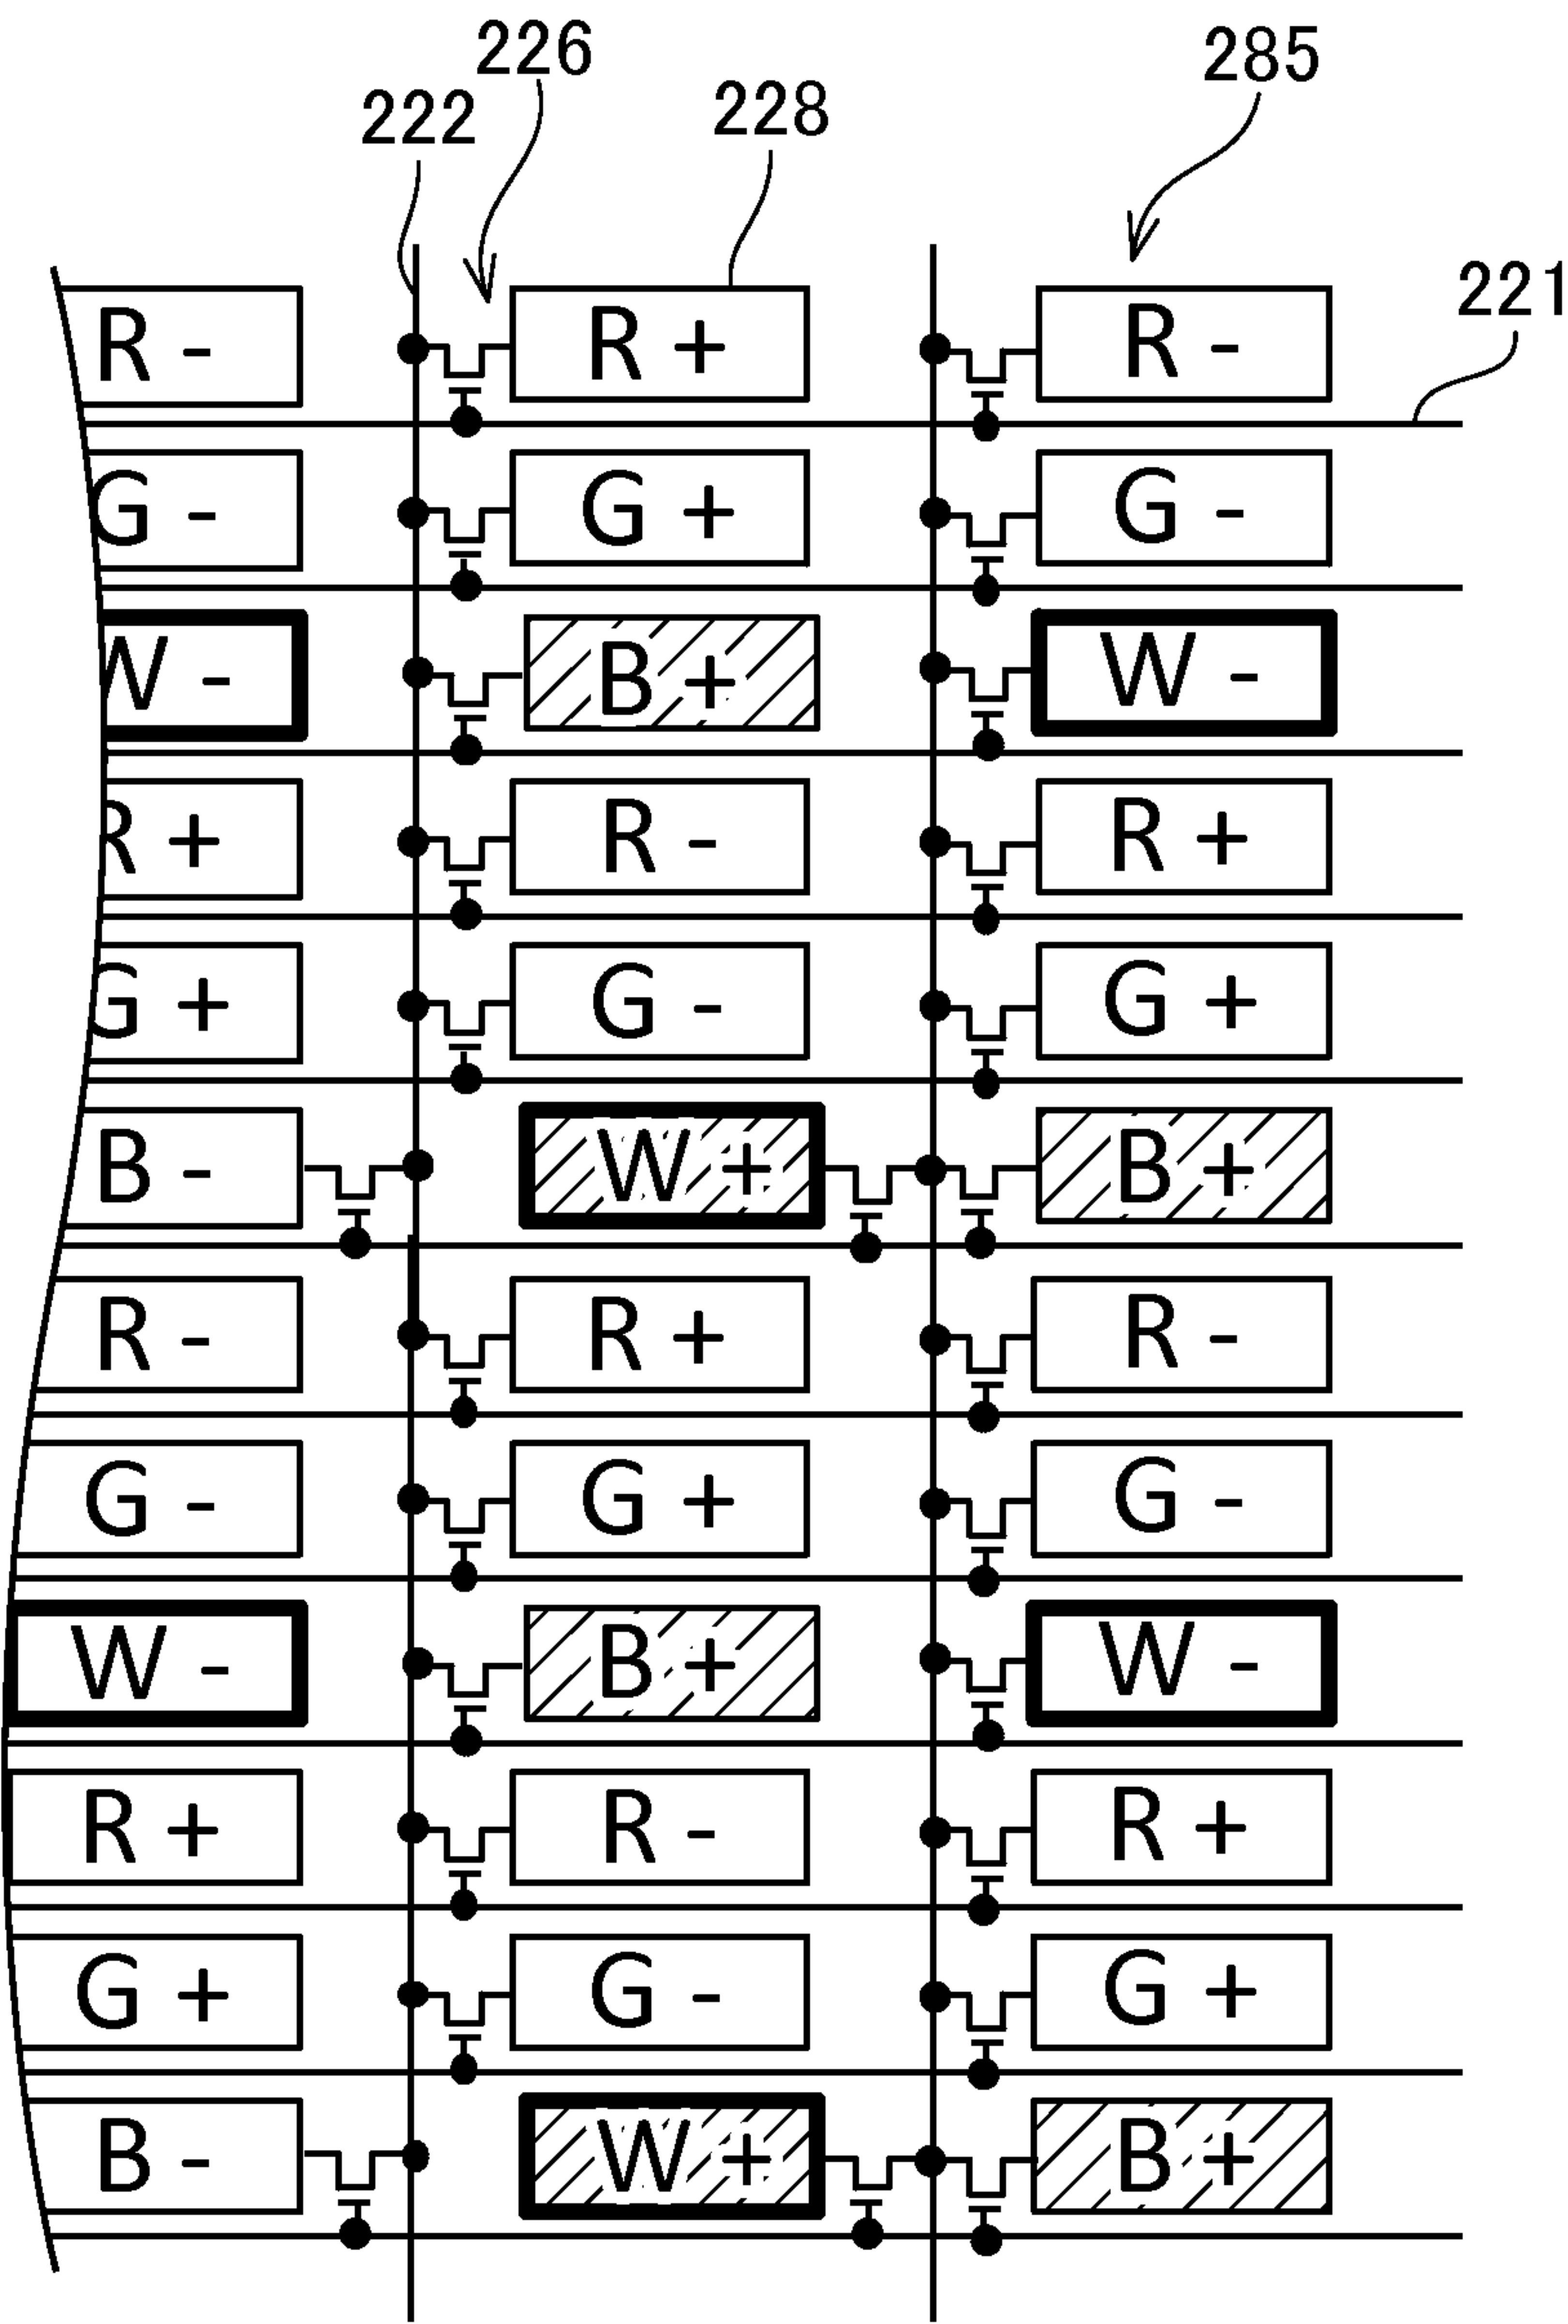 226
285
222
228
221
R - R + R -
G - G + G -
W - B + W -
R + R - R +
G + G - G +
B - W + B +
R - R + R -
G - G + G -
W - B + W -
R + R - R +
G + G - G +
B - W + B +